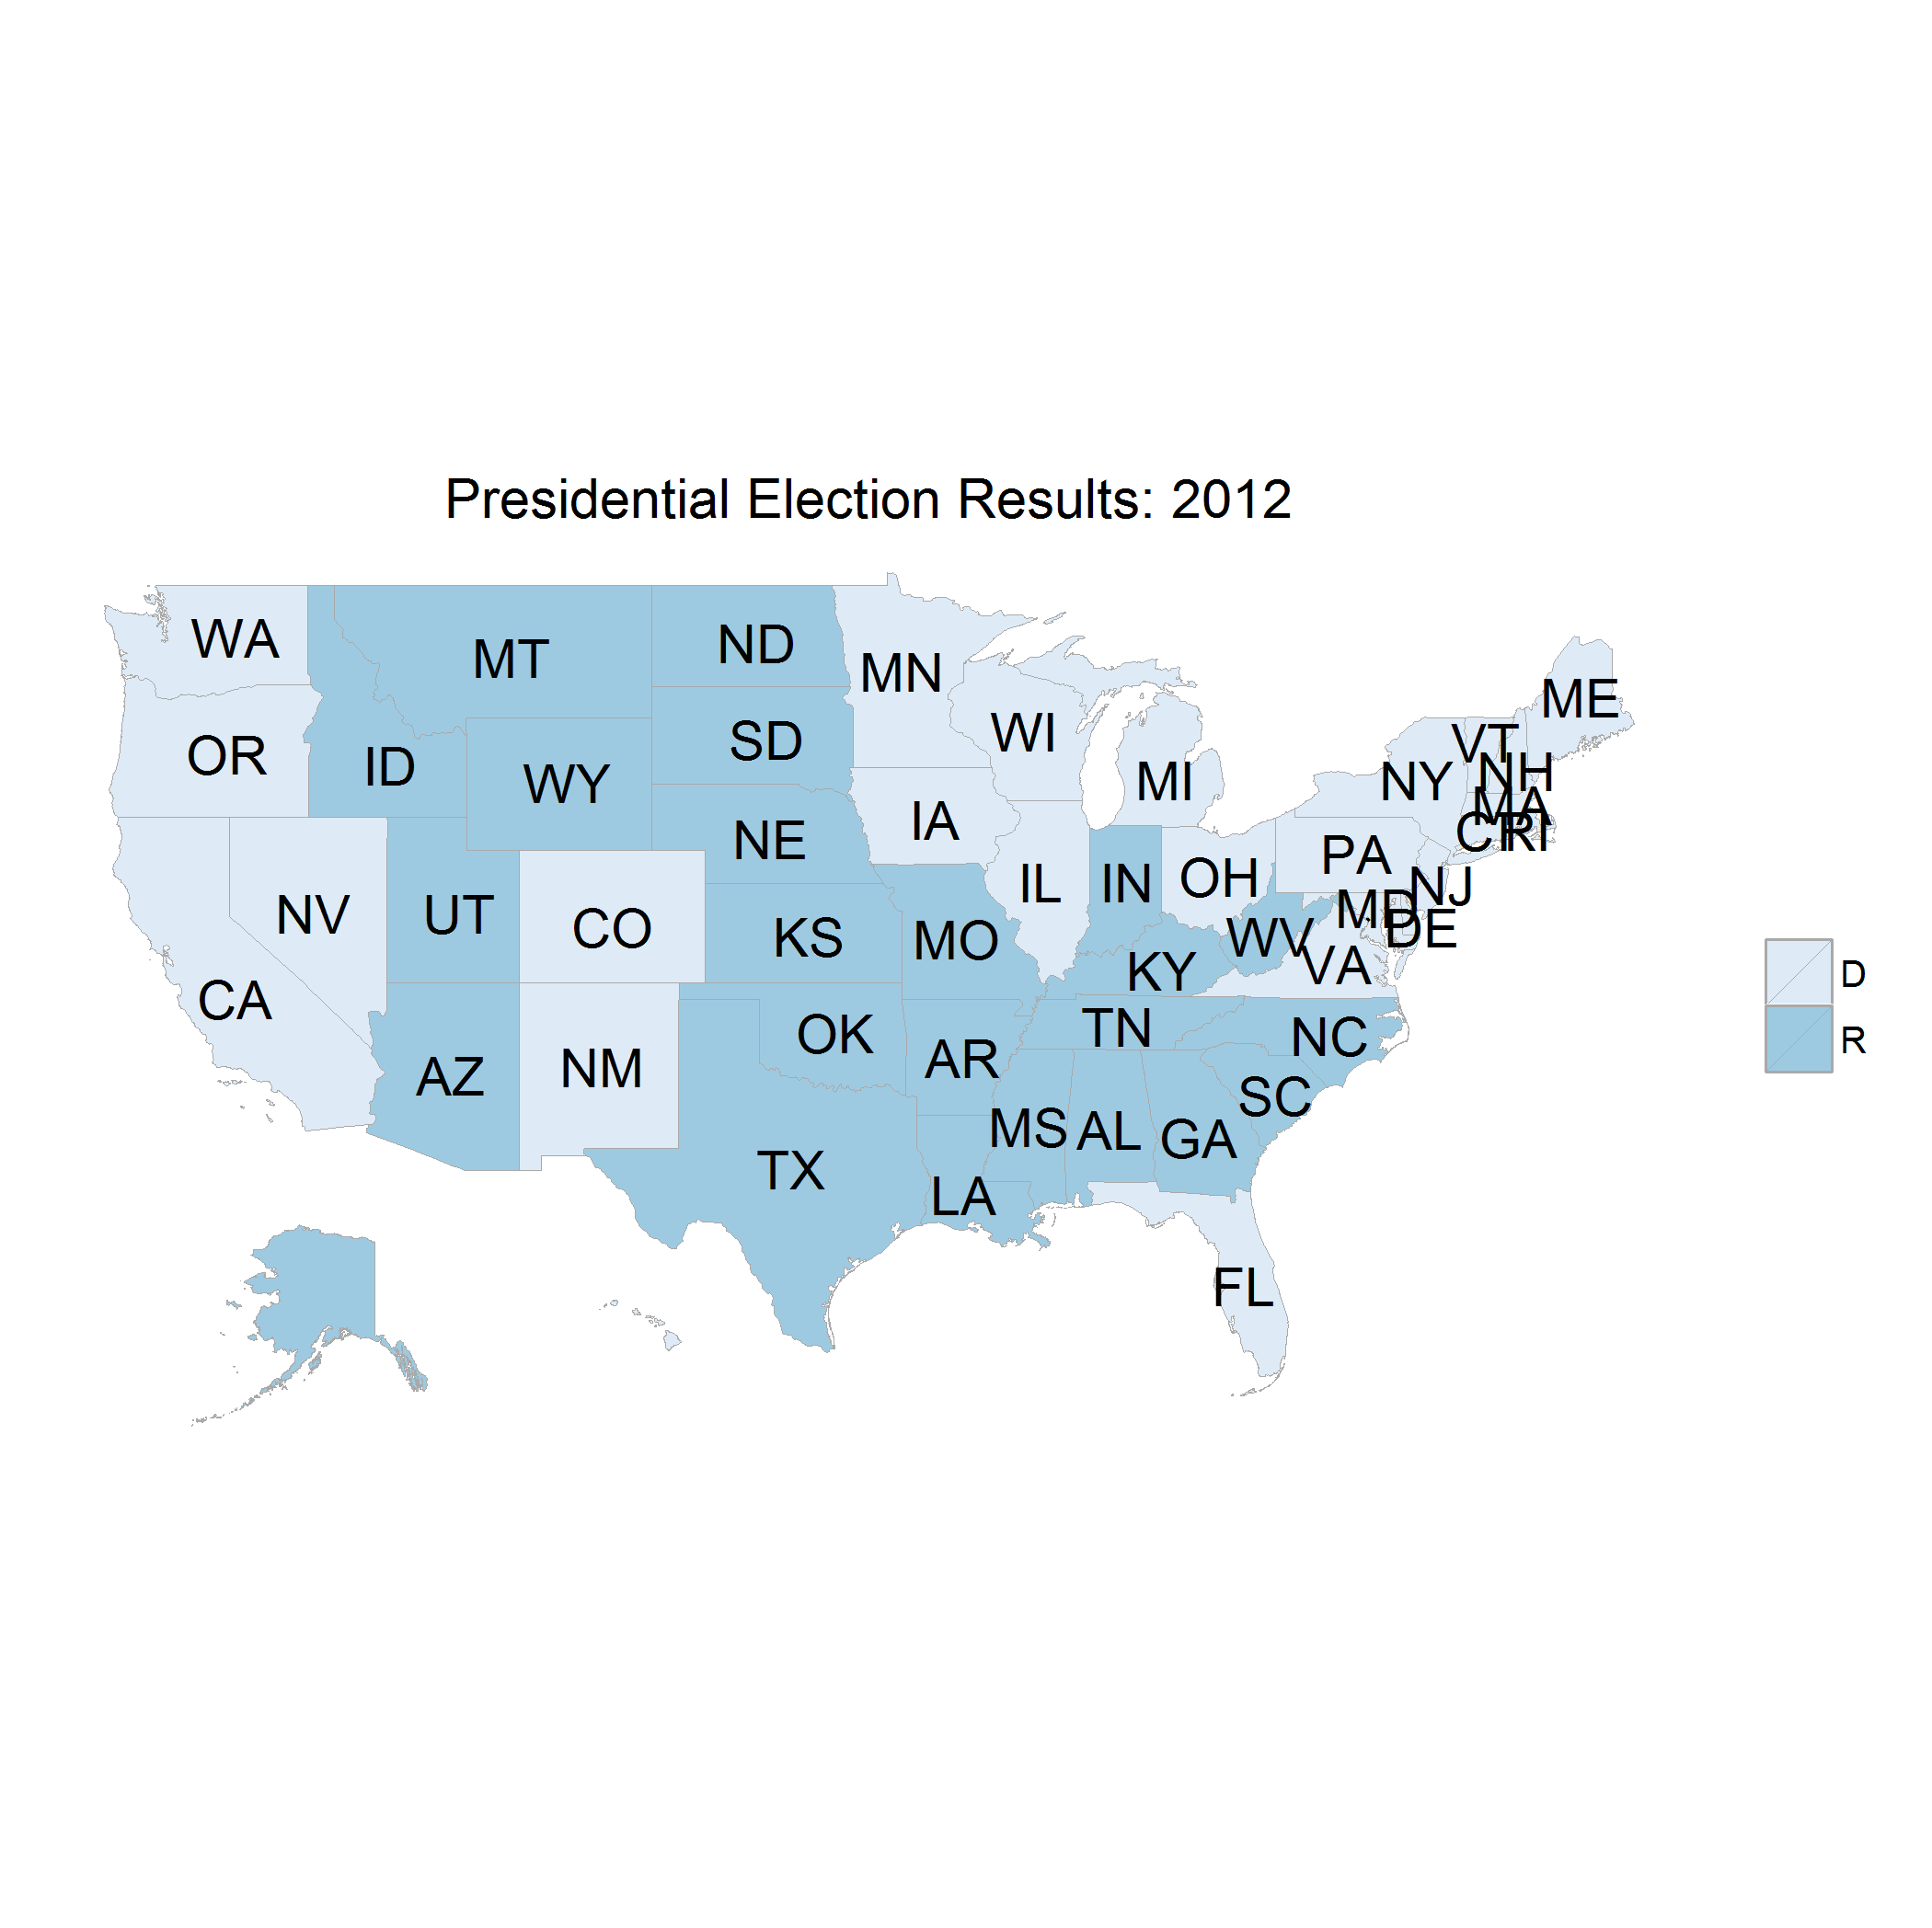 Presidential Election Results: 2012
WA
MT
ND
MN
ME
OR
ID
WY
SD
WI
MI
NY
VT
NH
MA
CT
RI
NV
UT
CO
NE
IA
IL
IN
OH
PA
NJ
MD
DE
CA
KS
MO
KY
WV
VA
D
R
AZ
NM
OK
AR
TN
NC
SC
TX
LA
MS
AL
GA
FL